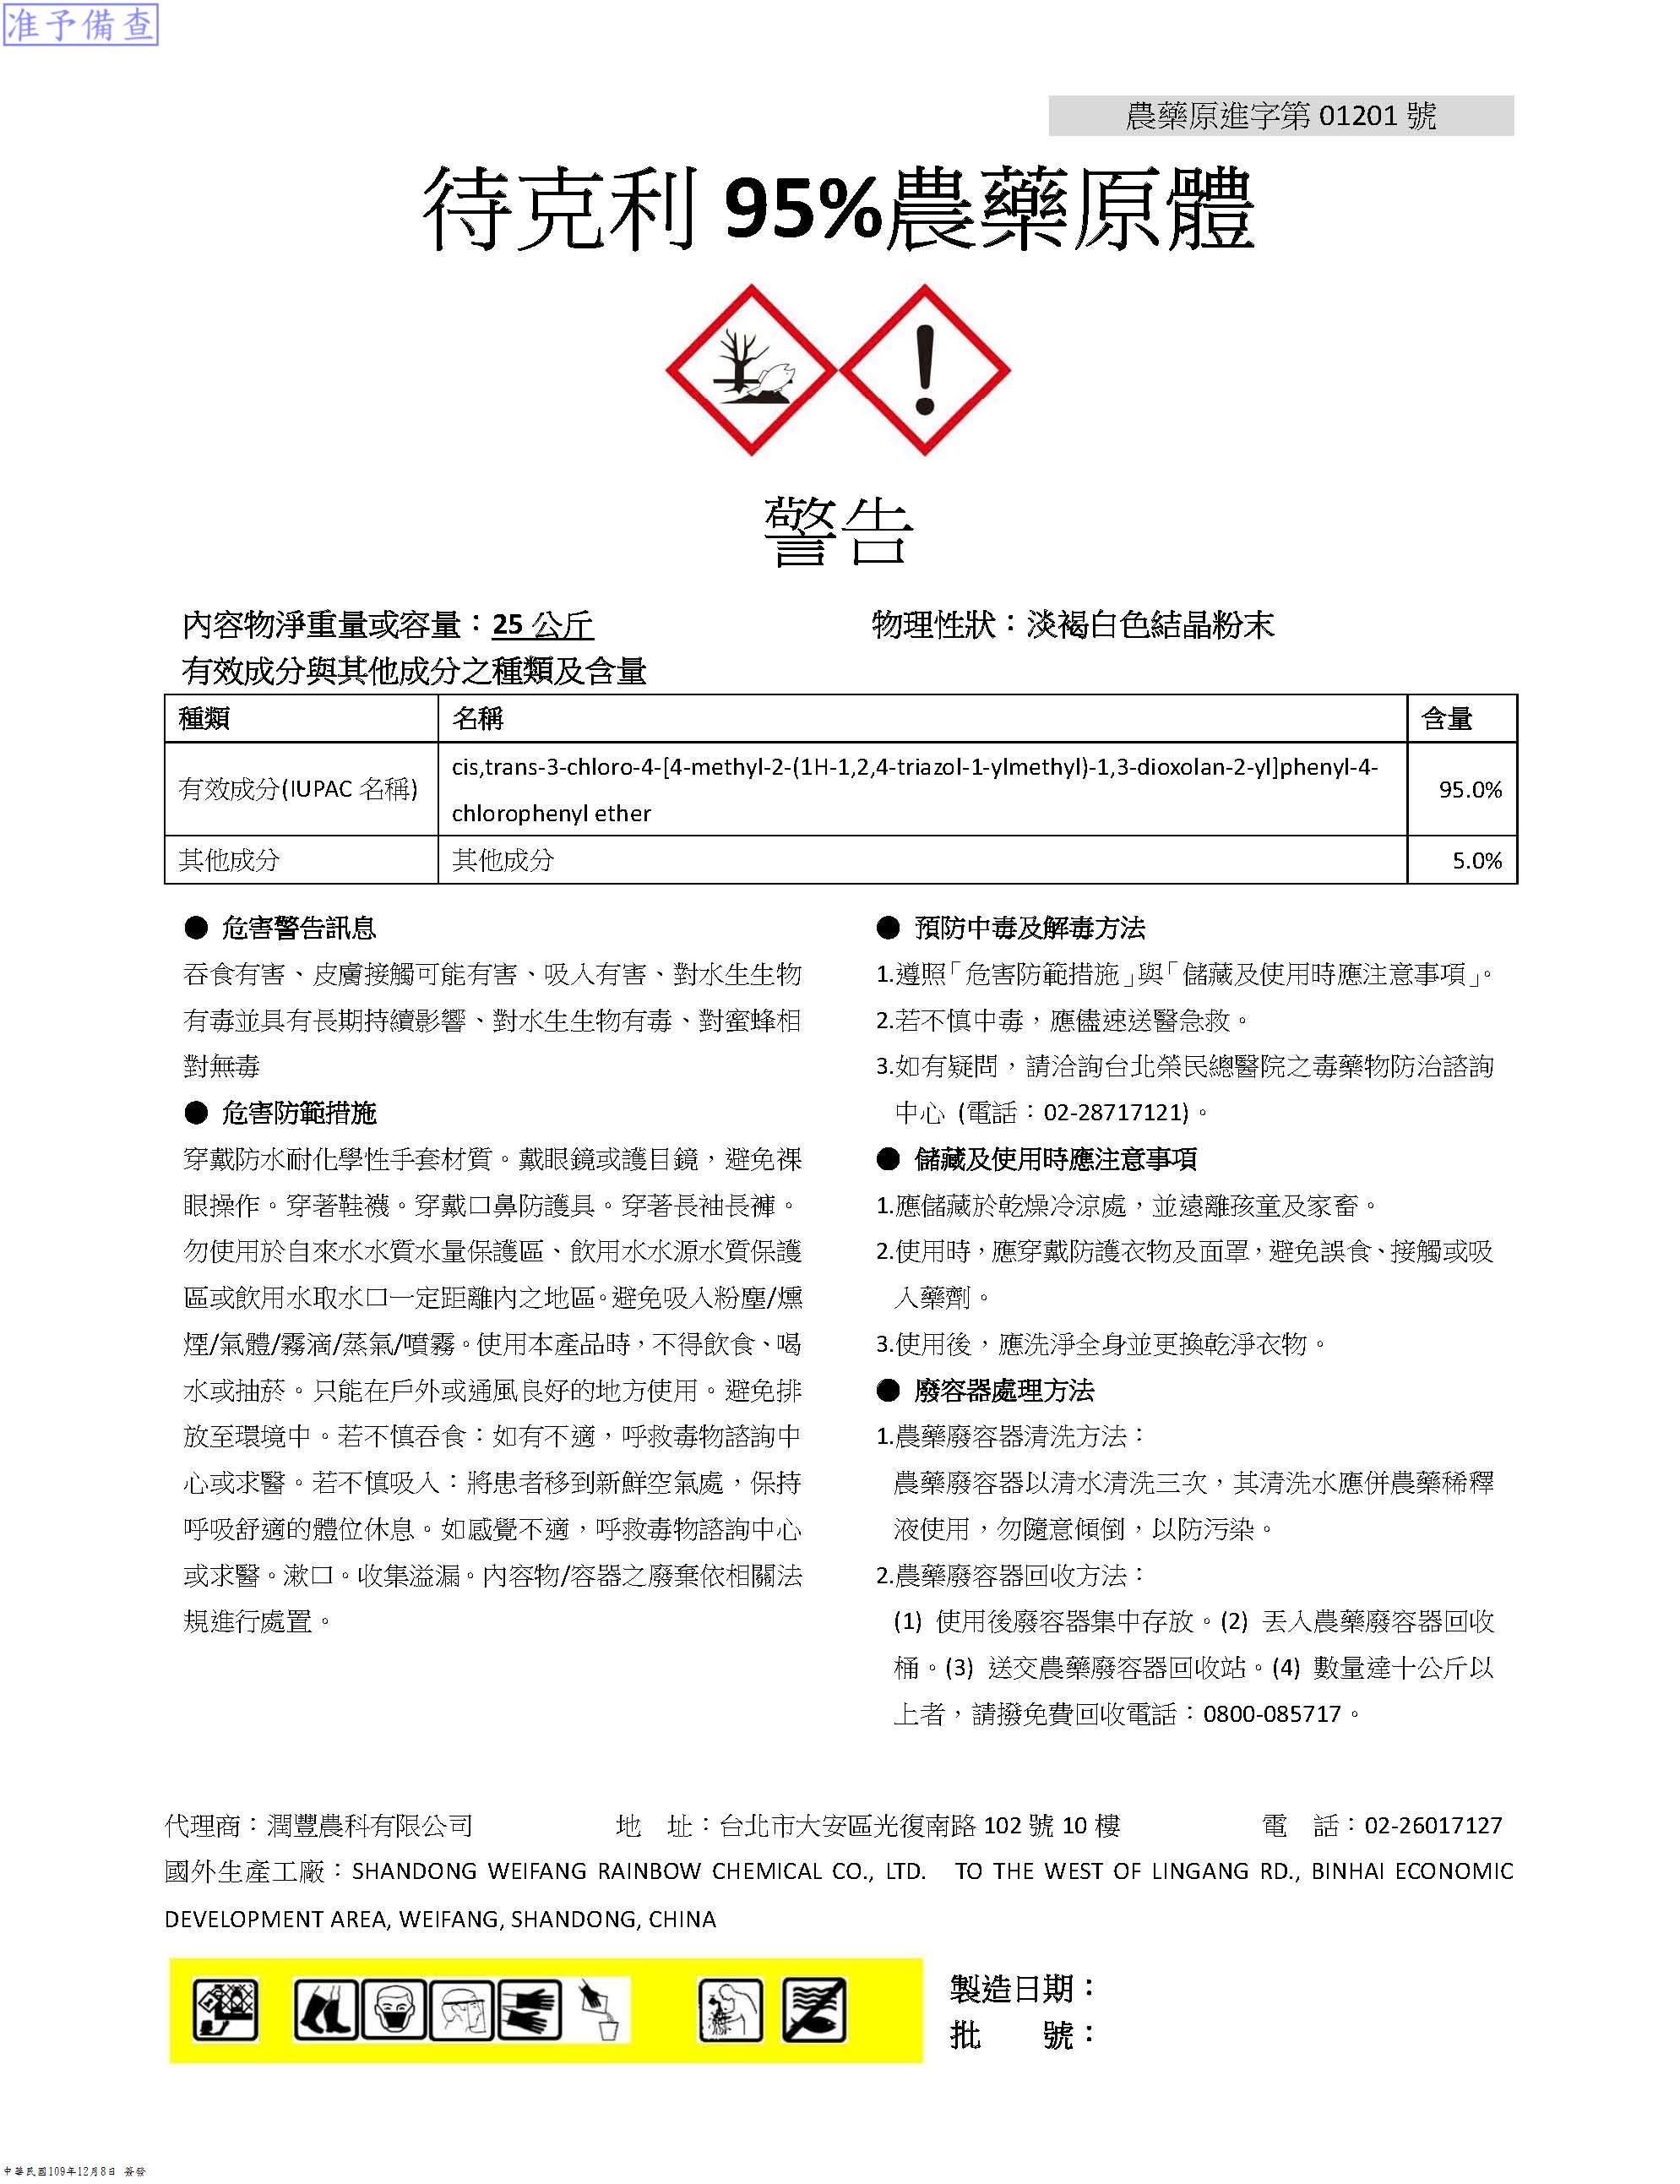 准予備查
農藥原進字第 01201 號
待克利 95%農藥原體
警告
內容物淨重量或容量：25 公斤
物理性狀：淡褐白色結晶粉末
有效成分與其他成分之種類及含量
種類 名稱 含量
有效成分(IUPAC 名稱) cis,trans-3-chloro-4-[4-methyl-2-(1H-1,2,4-triazol-1-ylmethyl)-1,3-dioxolan-2-yl]phenyl-4-
chlorophenyl ether 95.0%
其他成分 其他成分 5.0%
● 危害警告訊息
吞食有害、皮膚接觸可能有害、吸入有害、對水生生物
有毒並具有長期持續影響、對水生生物有毒、對蜜蜂相
對無毒
● 危害防範措施
穿戴防水耐化學性手套材質。戴眼鏡或護目鏡，避免裸
眼操作。穿著鞋襪。穿戴口鼻防護具。穿著長袖長褲。
勿使用於自來水水質水量保護區、飲用水水源水質保護
區或飲用水取水口一定距離內之地區。避免吸入粉塵/燻
煙/氣體/霧滴/蒸氣/噴霧。使用本產品時，不得飲食、喝
水或抽菸。只能在戶外或通風良好的地方使用。避免排
放至環境中。若不慎吞食：如有不適，呼救毒物諮詢中
心或求醫。若不慎吸入：將患者移到新鮮空氣處，保持
呼吸舒適的體位休息。如感覺不適，呼救毒物諮詢中心
或求醫。漱口。收集溢漏。內容物/容器之廢棄依相關法
規進行處置。
● 預防中毒及解毒方法
1.遵照「危害防範措施」與「儲藏及使用時應注意事項」。
2.若不慎中毒，應儘速送醫急救。
3.如有疑問，請洽詢台北榮民總醫院之毒藥物防治諮詢
中心 (電話：02-28717121)。
● 儲藏及使用時應注意事項
1.應儲藏於乾燥冷涼處，並遠離孩童及家畜。
2.使用時，應穿戴防護衣物及面罩，避免誤食、接觸或吸
入藥劑。
3.使用後，應洗淨全身並更換乾淨衣物。
● 廢容器處理方法
1.農藥廢容器清洗方法：
農藥廢容器以清水清洗三次，其清洗水應併農藥稀釋
液使用，勿隨意傾倒，以防污染。
2.農藥廢容器回收方法：
(1) 使用後廢容器集中存放。(2) 丟入農藥廢容器回收
桶。(3) 送交農藥廢容器回收站。(4) 數量達十公斤以
上者，請撥免費回收電話：0800-085717。
代理商：潤豐農科有限公司 地 址：台北市大安區光復南路 102 號 10 樓 電 話：02-26017127
國外生產工廠：SHANDONG WEIFANG RAINBOW CHEMICAL CO., LTD. TO THE WEST OF LINGANG RD., BINHAI ECONOMIC
DEVELOPMENT AREA, WEIFANG, SHANDONG, CHINA
製造日期：
批 號：
中華民國109年12月8日 簽發